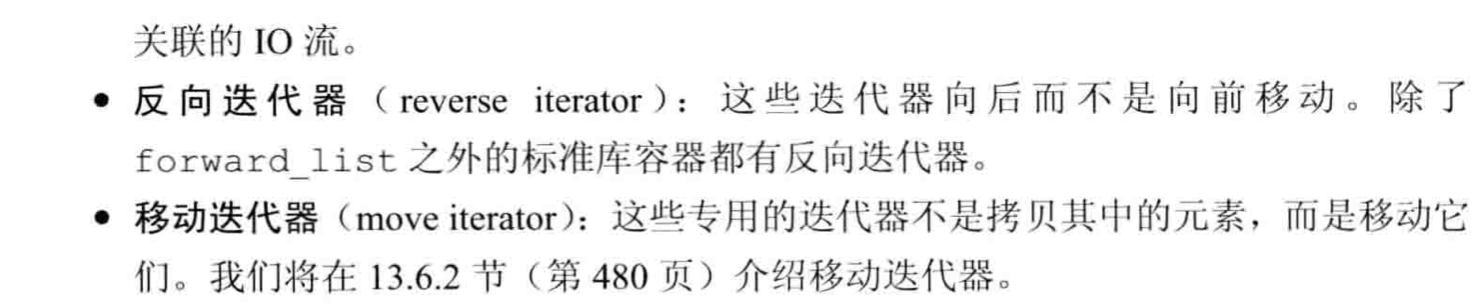 关联的 IO 流。
• 反向迭代器（reverse iterator）：这些迭代器向后而不是向前移动。除了
forward_list 之外的标准库容器都有反向迭代器。
• 移动迭代器（move iterator）：这些专用的迭代器不是拷贝其中的元素，而是移动它
们。我们将在 13.6.2 节（第 480 页）介绍移动迭代器。